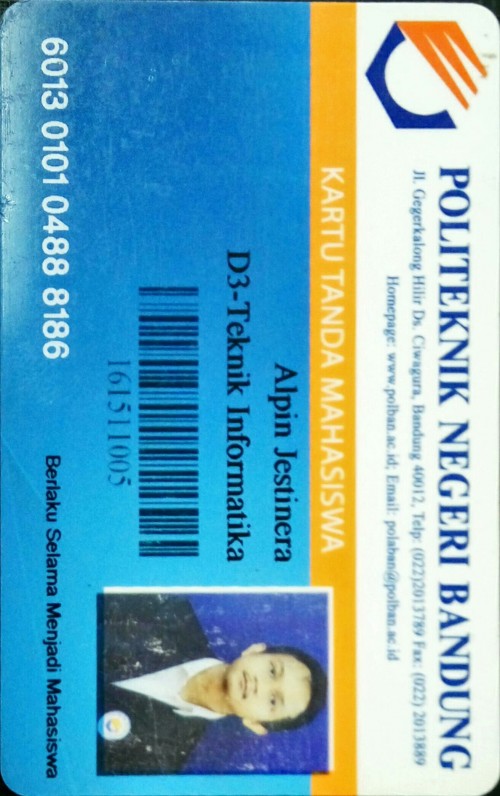 POLITEKNIK NEGERI BANDUNG
Jl. Gegerkalong Hilir Ds. Ciwagura, Bandung 40012, Telp: (022)2013789 Fax: (022) 2013889
Homepage: www.polban.ac.id; Email: polaban@polban.ac.id
KARTU TANDA MAHASISWA
Alpin Jestinera
D3-Teknik Informatika
161511005
6013 0101 0488 8186
Berlaku Selama Menjadi Mahasiswa